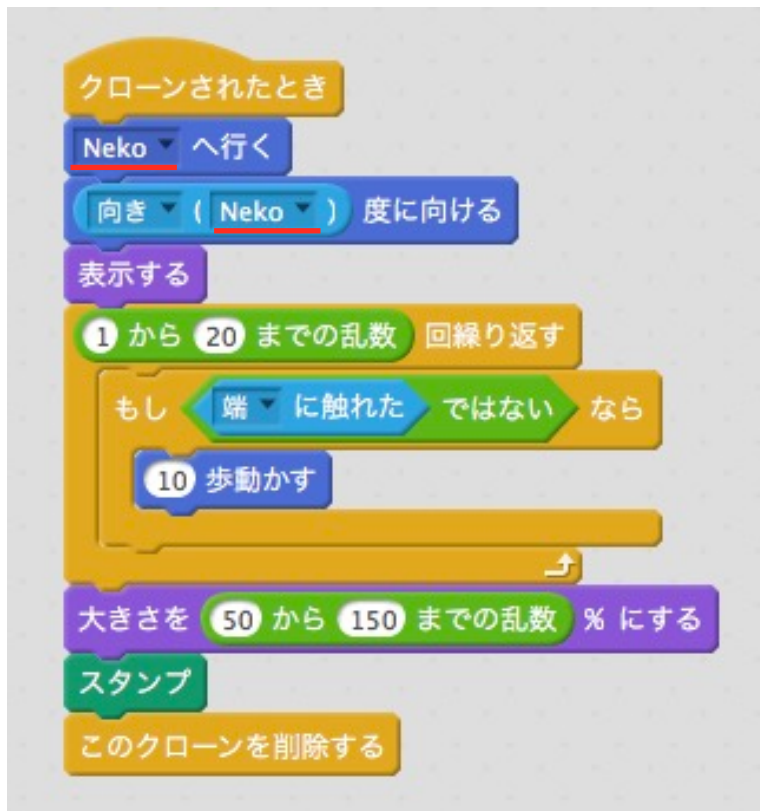 クローンされたとき
Neko へ行く
向き ( Neko ) 度に向ける
表示する
1 から 20 までの乱数 回繰り返す
もし 端 に触れた ではない なら
10 歩動かす
大きさを 50 から 150 までの乱数 % にする
スタンプ
このクローンを削除する